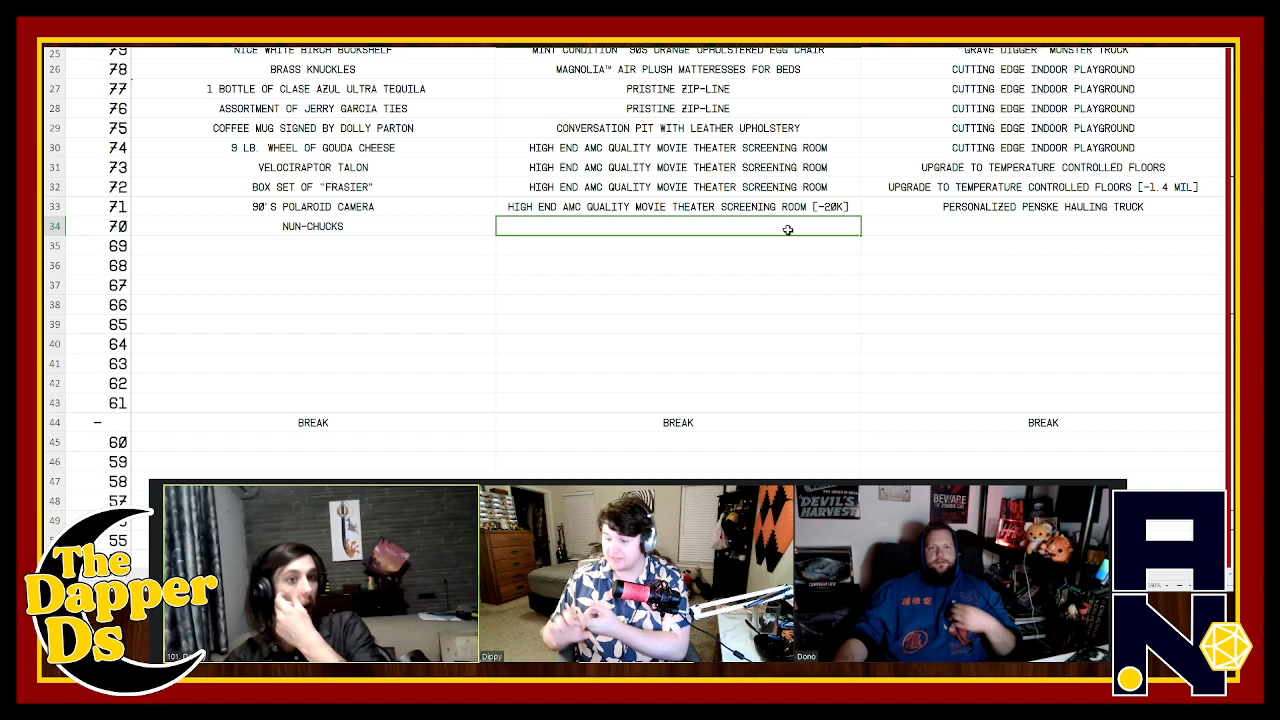 25 79 NICE WHITE BIRCH BOOKSHELF MINT CONDITION 90S ORANGE UPHOLSTERED EGG CHAIR "GRAVE DIGGER" MONSTER TRUCK
26 78 BRASS KNUCKLES MAGNOLIA™ AIR PLUSH MATTERESSES FOR BEDS CUTTING EDGE INDOOR PLAYGROUND
27 77 1 BOTTLE OF CLASE AZUL ULTRA TEQUILA PRISTINE ZIP-LINE CUTTING EDGE INDOOR PLAYGROUND
28 76 ASSORTMENT OF JERRY GARCIA TIES PRISTINE ZIP-LINE CUTTING EDGE INDOOR PLAYGROUND
29 75 COFFEE MUG SIGNED BY DOLLY PARTON CONVERSATION PIT WITH LEATHER UPHOLSTERY CUTTING EDGE INDOOR PLAYGROUND
30 74 9 LB. WHEEL OF GOUDA CHEESE HIGH END AMC QUALITY MOVIE THEATER SCREENING ROOM CUTTING EDGE INDOOR PLAYGROUND
31 73 VELOCIRAPTOR TALON HIGH END AMC QUALITY MOVIE THEATER SCREENING ROOM UPGRADE TO TEMPERATURE CONTROLLED FLOORS
32 72 BOX SET OF "FRASIER" HIGH END AMC QUALITY MOVIE THEATER SCREENING ROOM UPGRADE TO TEMPERATURE CONTROLLED FLOORS [-1.4 MIL]
33 71 90'S POLAROID CAMERA HIGH END AMC QUALITY MOVIE THEATER SCREENING ROOM [-20K] PERSONALIZED PENSKE HAULING TRUCK
34 70 NUN-CHUCKS
35 69
36 68
37 67
38 66
39 65
40 64
41 63
42 62
43 61
44 – BREAK BREAK BREAK
45 60
46 59
47 58
48 57
49
55
The
Dapper
Ds
DEVIL'S
HARVEST
BEWARE
Dippy
Dono
A
N